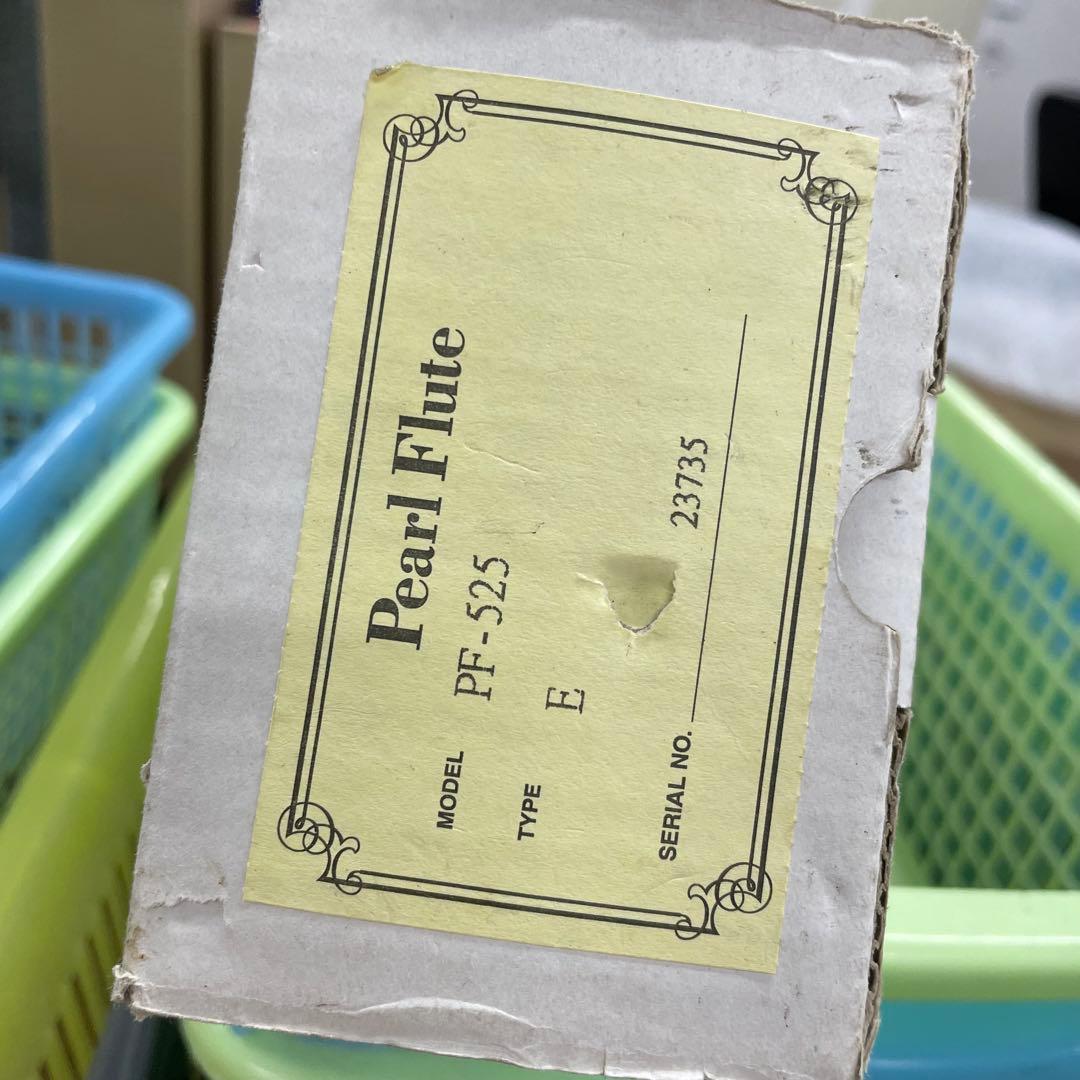 Pearl Flute
MODEL PF-525
TYPE E
SERIAL NO. 23735